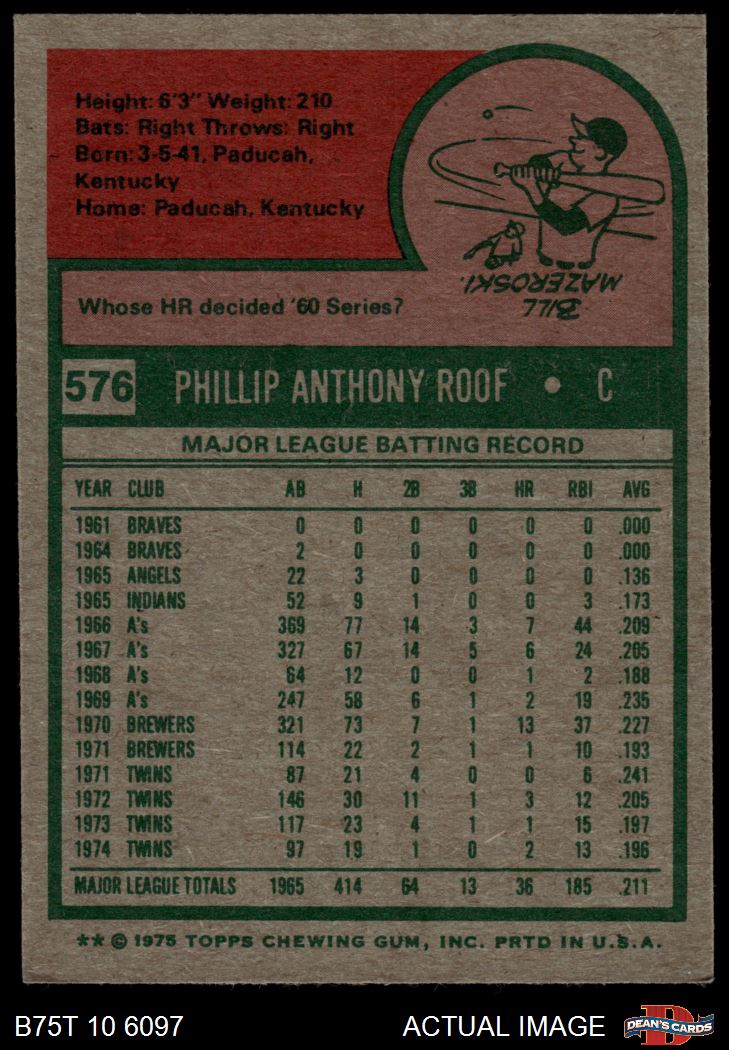 Height: 6'3" Weight: 210
Bats: Right Throws: Right
Born: 3-5-41, Paducah,
Kentucky
Home: Paducah, Kentucky
BILL
MAZEROSKI.
Whose HR decided '60 Series?
576 PHILLIP ANTHONY ROOF • C
MAJOR LEAGUE BATTING RECORD
YEAR CLUB AB H 2B 3B HR RBI AVG
1961 BRAVES 0 0 0 0 0 0 .000
1964 BRAVES 2 0 0 0 0 0 .000
1965 ANGELS 22 3 0 0 0 0 .136
1965 INDIANS 52 9 1 0 0 3 .173
1966 A's 369 77 14 3 7 44 .209
1967 A's 327 67 14 5 6 24 .205
1968 A's 64 12 0 0 1 2 .188
1969 A's 247 58 6 1 2 19 .235
1970 BREWERS 321 73 7 1 13 37 .227
1971 BREWERS 114 22 2 1 1 10 .193
1971 TWINS 87 21 4 0 0 6 .241
1972 TWINS 146 30 11 1 3 12 .205
1973 TWINS 117 23 4 1 1 15 .197
1974 TWINS 97 19 1 0 2 13 .196
MAJOR LEAGUE TOTALS 1965 414 64 13 36 185 .211
** © 1975 TOPPS CHEWING GUM, INC. PRTD IN U.S.A.
B75T 10 6097 ACTUAL IMAGE DEAN'S CARDS